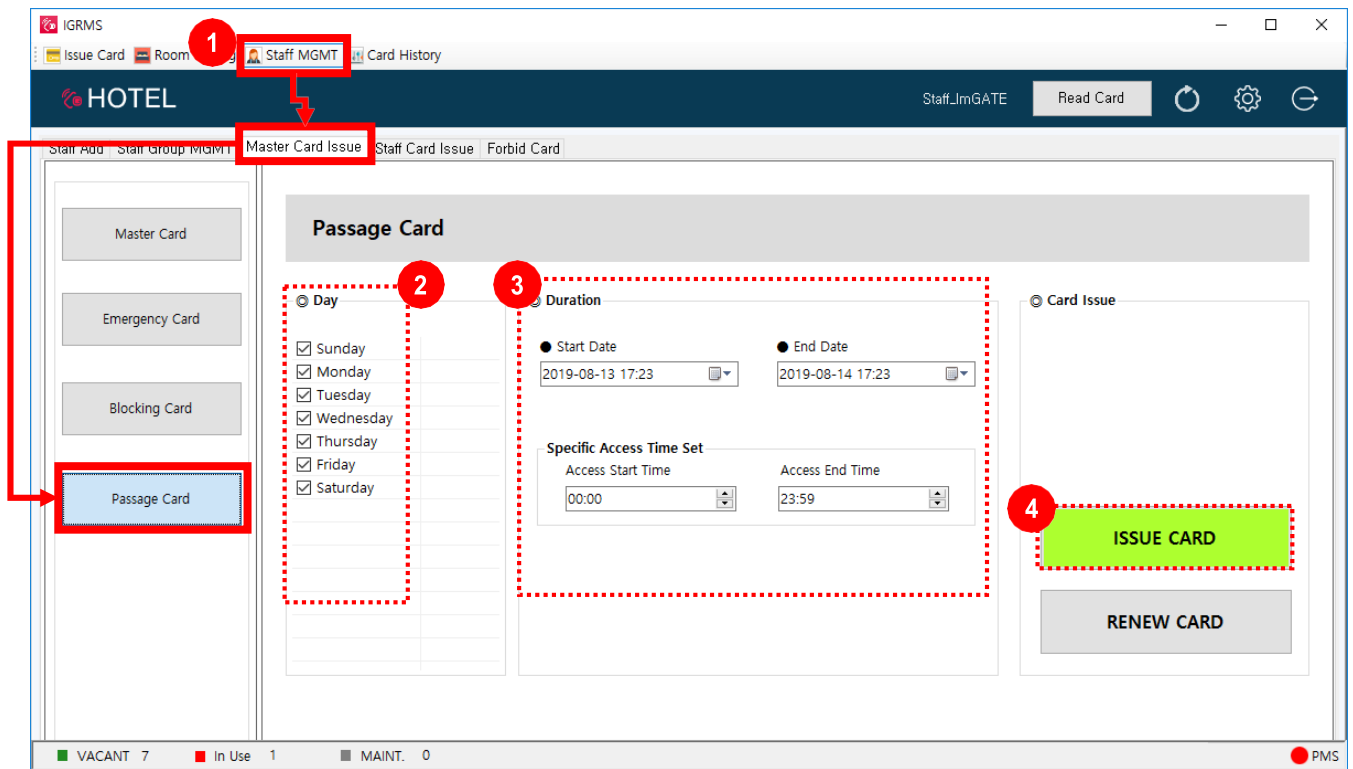 IGRMS
Issue Card Room g Staff MGMT Card History
1
HOTEL Staff_ImGATE Read Card
Staff Add Staff Group MGMT Master Card Issue Staff Card Issue Forbid Card
Master Card
Emergency Card
Blocking Card
Passage Card
Passage Card
2
◎ Day
Sunday
Monday
Tuesday
Wednesday
Thursday
Friday
Saturday
3
◎ Duration
● Start Date ● End Date
2019-08-13 17:23 2019-08-14 17:23
Specific Access Time Set
Access Start Time Access End Time
00:00 23:59
◎ Card Issue
4
ISSUE CARD
RENEW CARD
VACANT 7 In Use 1 MAINT. 0 PMS